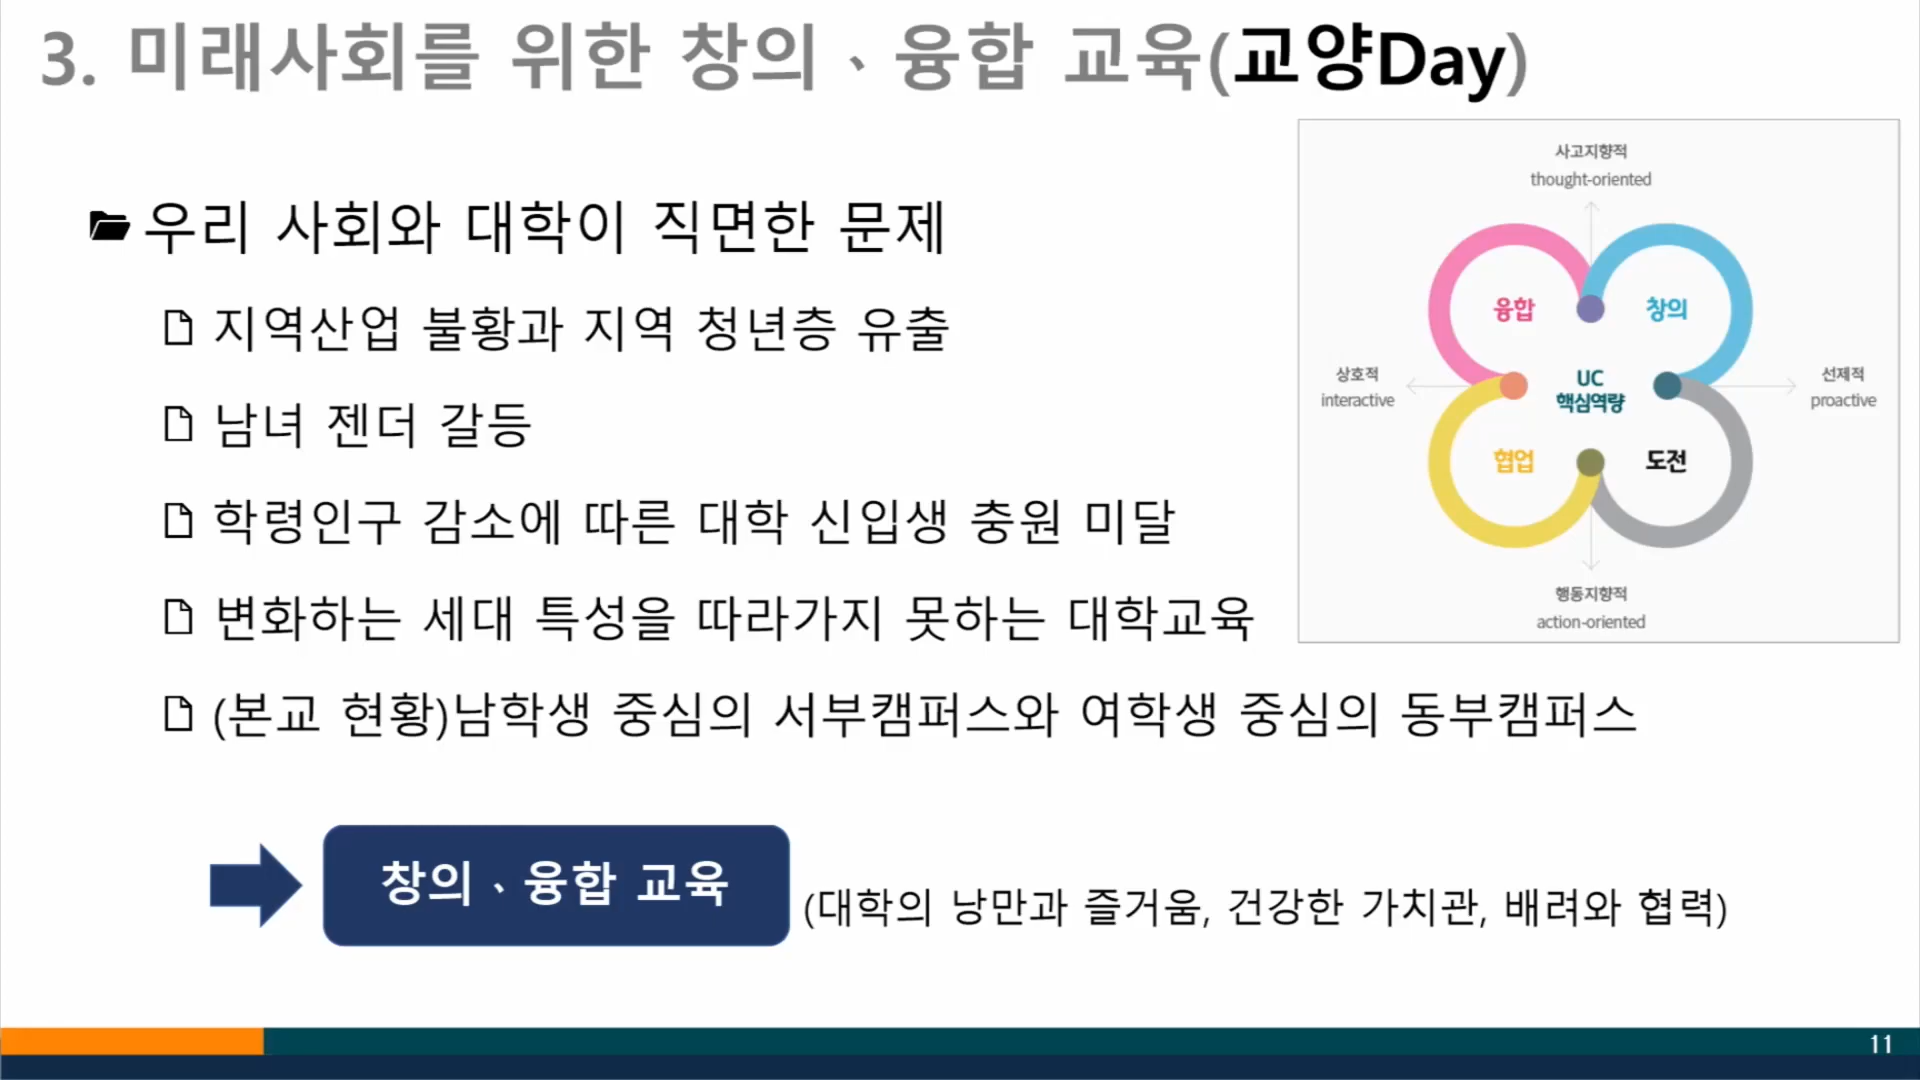 3. 미래사회를 위한 창의、융합 교육(교양Day)
우리 사회와 대학이 직면한 문제
지역산업 불황과 지역 청년층 유출
남녀 젠더 갈등
학령인구 감소에 따른 대학 신입생 충원 미달
변화하는 세대 특성을 따라가지 못하는 대학교육
(본교 현황)남학생 중심의 서부캠퍼스와 여학생 중심의 동부캠퍼스
사고지향적
thought-oriented
융합
창의
상호적
interactive
UC
핵심역량
선제적
proactive
협업
도전
행동지향적
action-oriented
창의、융합 교육
(대학의 낭만과 즐거움, 건강한 가치관, 배려와 협력)
11